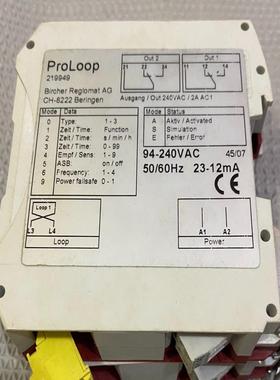 ProLoop
219949
Bircher Reglomat AG
CH-8222 Beringen
Out 2
Out 1
21 22 24
11 12 14
Ausgang / Out 240VAC / 2A AC1
Mode Data
0 Type: 1 - 3
1 Zeit / Time: Function
2 Zeit / Time: s / min / h
3 Zeit / Time: 0 - 99
4 Empf / Sens: 1 - 9
5 ASB: on / off
6 Frequency: 1 - 4
9 Power failsafe 0 - 1
Mode
A Aktiv / Activated
S Simulation
E Fehler / Error
94-240VAC 45/07
50/60Hz 23-12mA
Loop 1
L3 L4
Loop
A1 A2
Power